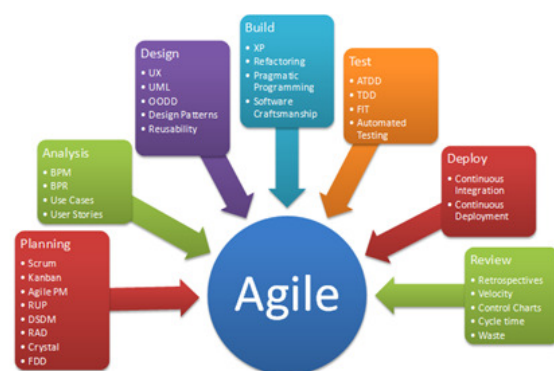 Planning
• Scrum
• Kanban
• Agile PM
• RUP
• DSDM
• RAD
• Crystal
• FDD
Analysis
• BPM
• BPR
• Use Cases
• User Stories
Design
• UX
• UML
• OODD
• Design Patterns
• Reusability
Build
• XP
• Refactoring
• Pragmatic
Programming
• Software
Craftsmanship
Test
• ATDD
• TDD
• FIT
• Automated
Testing
Deploy
• Continuous
Integration
• Continuous
Deployment
Review
• Retrospectives
• Velocity
• Control Charts
• Cycle time
• Waste
Agile